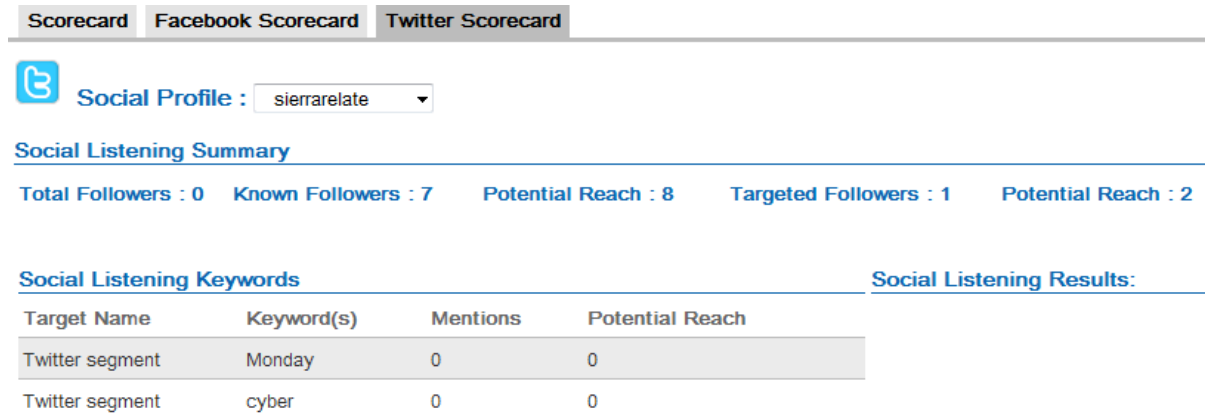 Scorecard Facebook Scorecard Twitter Scorecard
Social Profile : sierrarelate
Social Listening Summary
Total Followers : 0 Known Followers : 7 Potential Reach : 8 Targeted Followers : 1 Potential Reach : 2
Social Listening Keywords Social Listening Results:
Target Name Keyword(s) Mentions Potential Reach
Twitter segment Monday 0 0
Twitter segment cyber 0 0